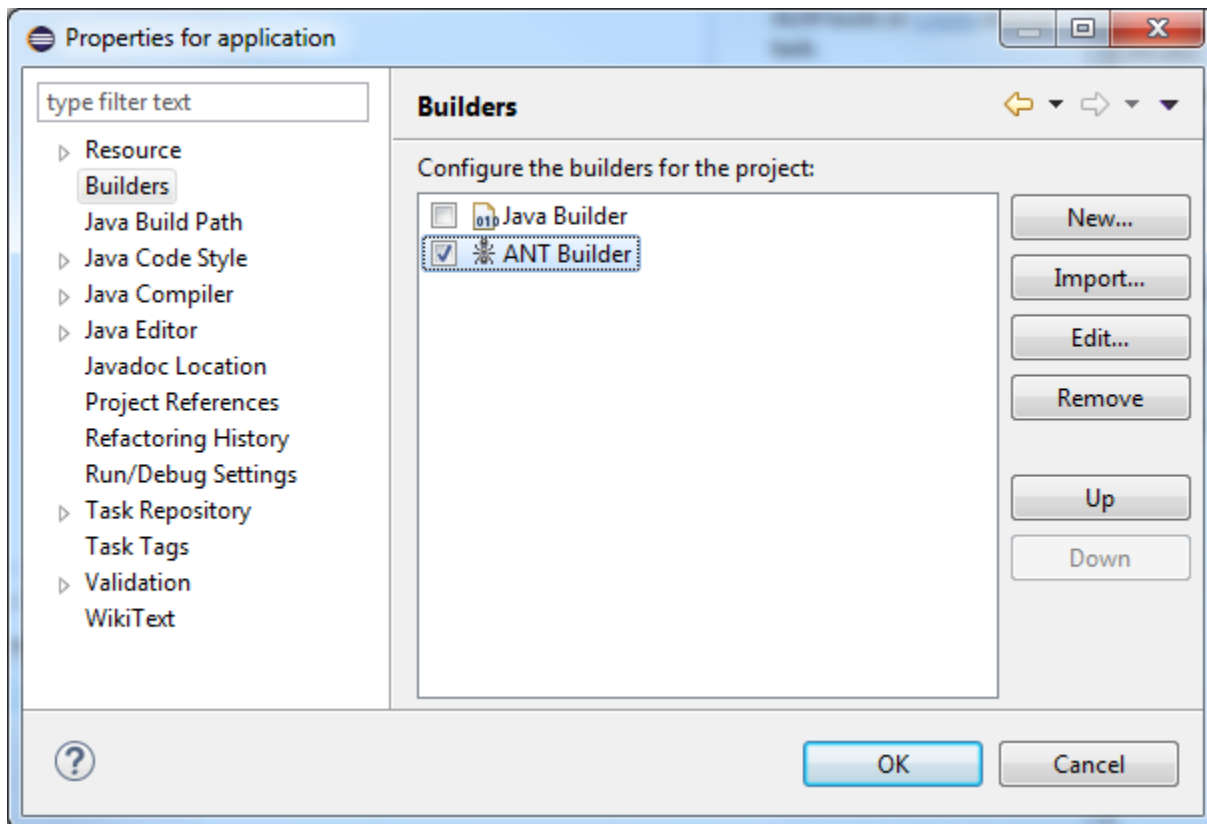 Properties for application
type filter text
Resource
Builders
Java Build Path
Java Code Style
Java Compiler
Java Editor
Javadoc Location
Project References
Refactoring History
Run/Debug Settings
Task Repository
Task Tags
Validation
WikiText
Builders
Configure the builders for the project:
Java Builder
ANT Builder
New...
Import...
Edit...
Remove
Up
Down
OK
Cancel